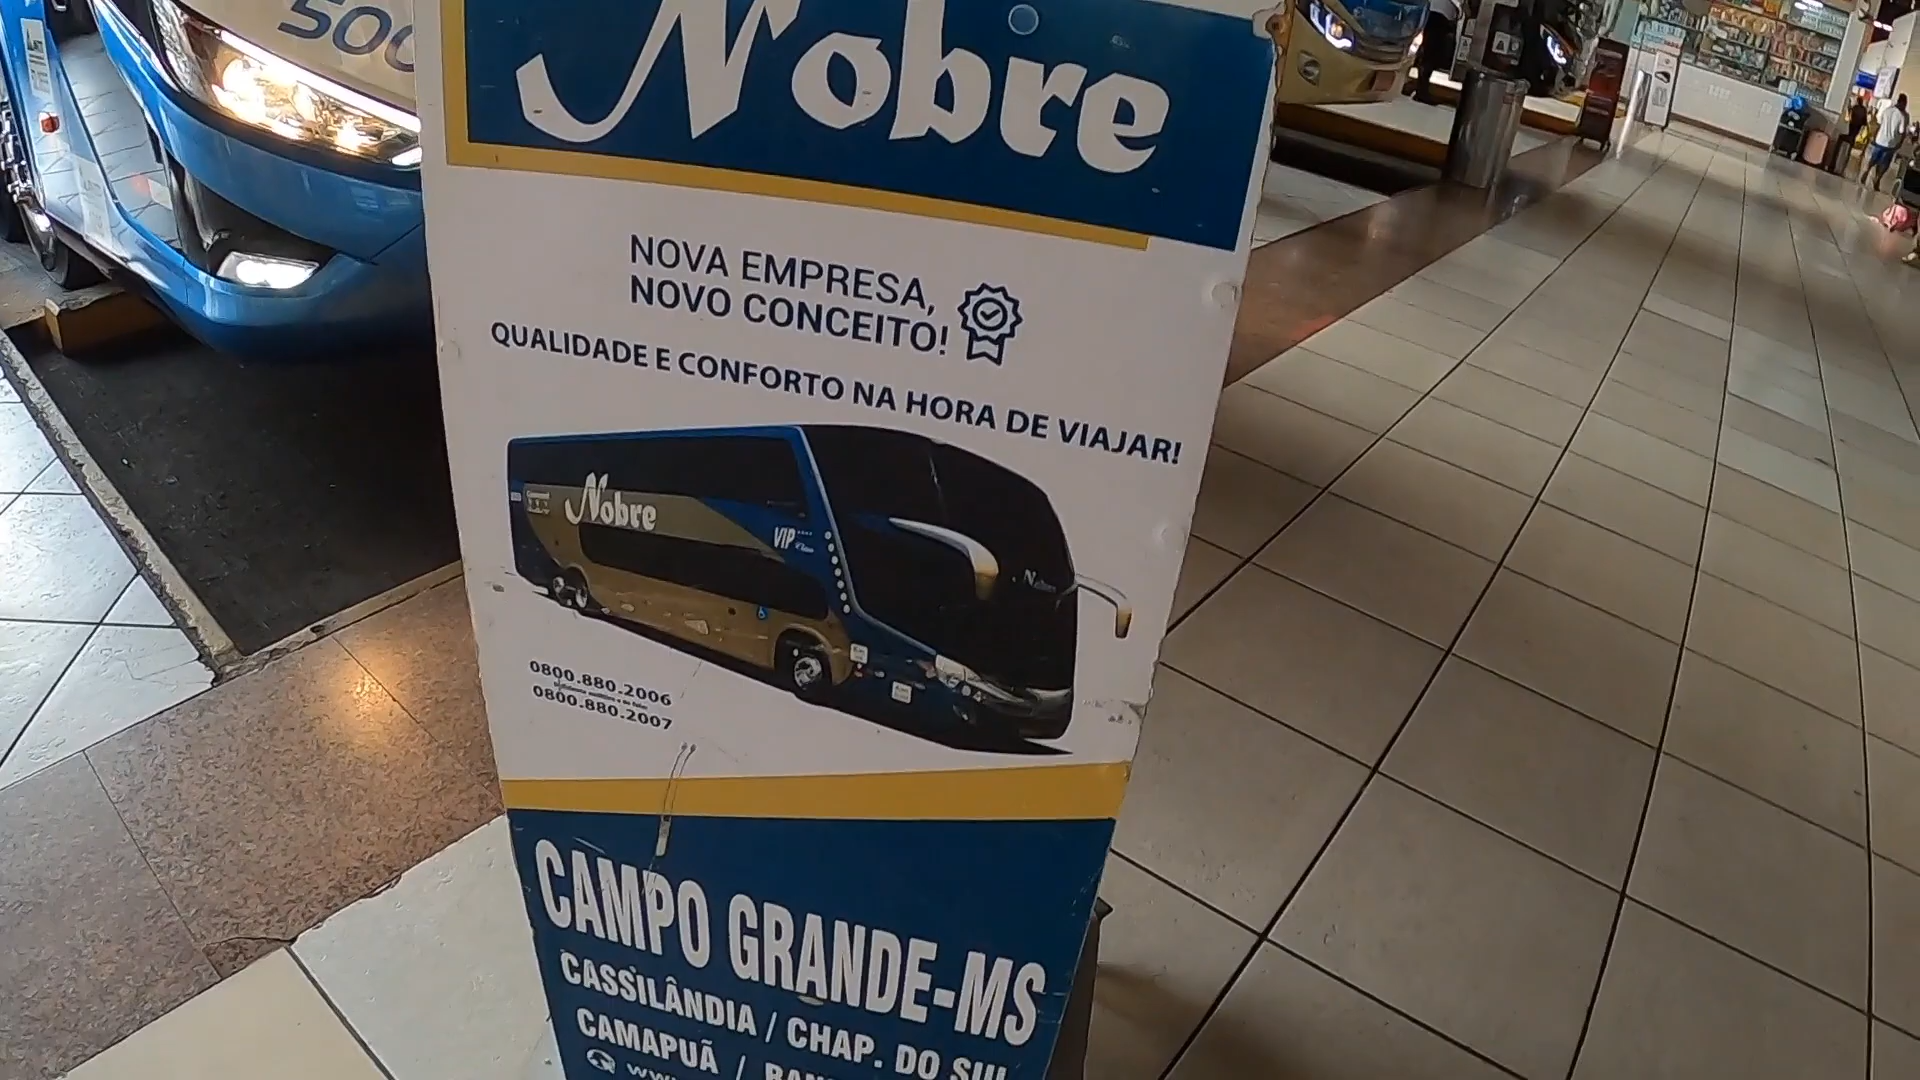 500
Nobre
NOVA EMPRESA,
NOVO CONCEITO!
QUALIDADE E CONFORTO NA HORA DE VIAJAR!
Nobre
VIP
0800.880.2006
0800.880.2007
CAMPO GRANDE-MS
CASSILÂNDIA / CHAP. DO SUL
CAMAPUÃ /